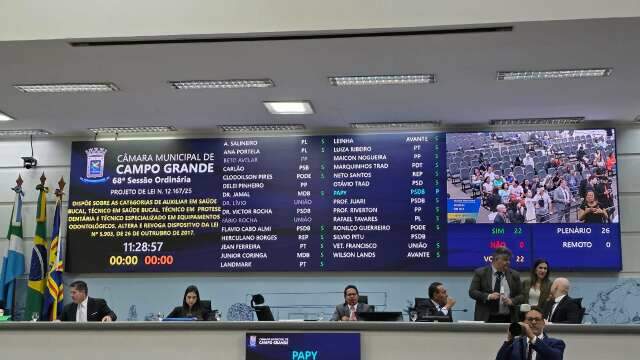 CÂMARA MUNICIPAL DE
CAMPO GRANDE
68ª Sessão Ordinária
PROJETO DE LEI N. 12.167/25
DISPÕE SOBRE AS CATEGORIAS DE AUXILIAR EM SAÚDE
BUCAL, TÉCNICO EM SAÚDE BUCAL, TÉCNICO EM PRÓTESE
DENTÁRIA E TÉCNICO ESPECIALIZADO EM EQUIPAMENTOS
ODONTOLÓGICOS, ALTERA E REVOGA DISPOSITIVO DA LEI
N° 5.903, DE 26 DE OUTUBRO DE 2017.
11:28:57
00:00 00:00
A. SALINEIRO PL S
ANA PORTELA PL S
BETO AVELAR PP
CARLÃO PSB S
CLODOILSON PIRES PODE S
DELEI PINHEIRO PP S
DR. JAMAL MDB S
DR. LÍVIO UNIÃO
DR. VICTOR ROCHA PSDB S
FÁBIO ROCHA UNIÃO
FLAVIO CABO ALMI PSDB S
HERCULANO BORGES REP S
JEAN FERREIRA PT S
JUNIOR CORINGA MDB S
LANDMARK PT S
LEINHA AVANTE S
LUIZA RIBEIRO PT S
MAICON NOGUEIRA PP S
MARQUINHOS TRAD PDT S
NETO SANTOS REP S
OTÁVIO TRAD PSD S
PAPY PSDB P
PROF. JUARI PSDB S
PROF. RIVERTON PP S
RAFAEL TAVARES PL S
RONILÇO GUERREIRO PODE S
SILVIO PITU PSDB S
VET. FRANCISCO UNIÃO S
WILSON LANDS AVANTE S
SIM 22
NÃO 0
22
PLENÁRIO 26
REMOTO 0
PAPY